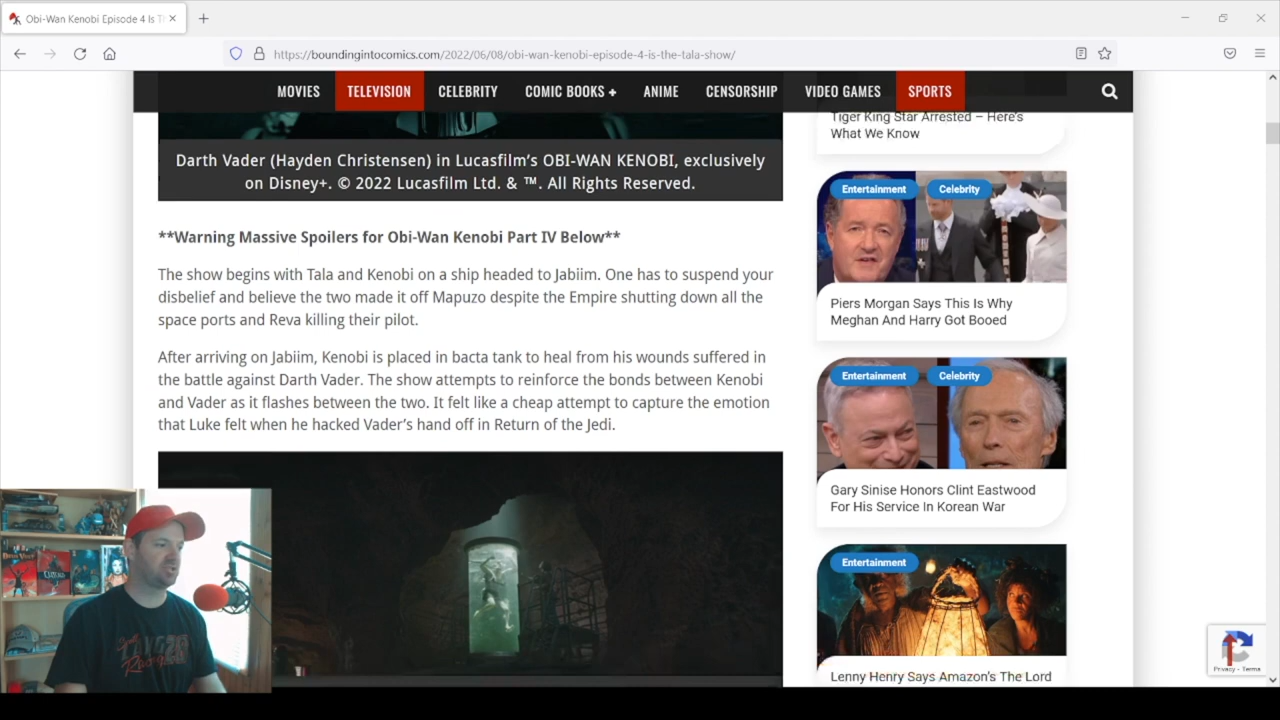 Obi-Wan Kenobi Episode 4 Is T
https://boundingintocomics.com/2022/06/08/obi-wan-kenobi-episode-4-is-the-tala-show/
MOVIES TELEVISION CELEBRITY COMIC BOOKS + ANIME CENSORSHIP VIDEO GAMES SPORTS
Darth Vader (Hayden Christensen) in Lucasfilm's OBI-WAN KENOBI, exclusively
on Disney+. © 2022 Lucasfilm Ltd. & ™. All Rights Reserved.
**Warning Massive Spoilers for Obi-Wan Kenobi Part IV Below**
The show begins with Tala and Kenobi on a ship headed to Jabiim. One has to suspend your
disbelief and believe the two made it off Mapuzo despite the Empire shutting down all the
space ports and Reva killing their pilot.
After arriving on Jabiim, Kenobi is placed in bacta tank to heal from his wounds suffered in
the battle against Darth Vader. The show attempts to reinforce the bonds between Kenobi
and Vader as it flashes between the two. It felt like a cheap attempt to capture the emotion
that Luke felt when he hacked Vader's hand off in Return of the Jedi.
Tiger King Star Arrested – Here's
What We Know
Entertainment Celebrity
Piers Morgan Says This Is Why
Meghan And Harry Got Booed
Entertainment Celebrity
Gary Sinise Honors Clint Eastwood
For His Service In Korean War
Entertainment
Lenny Henry Says Amazon's The Lord
Privacy - Terms